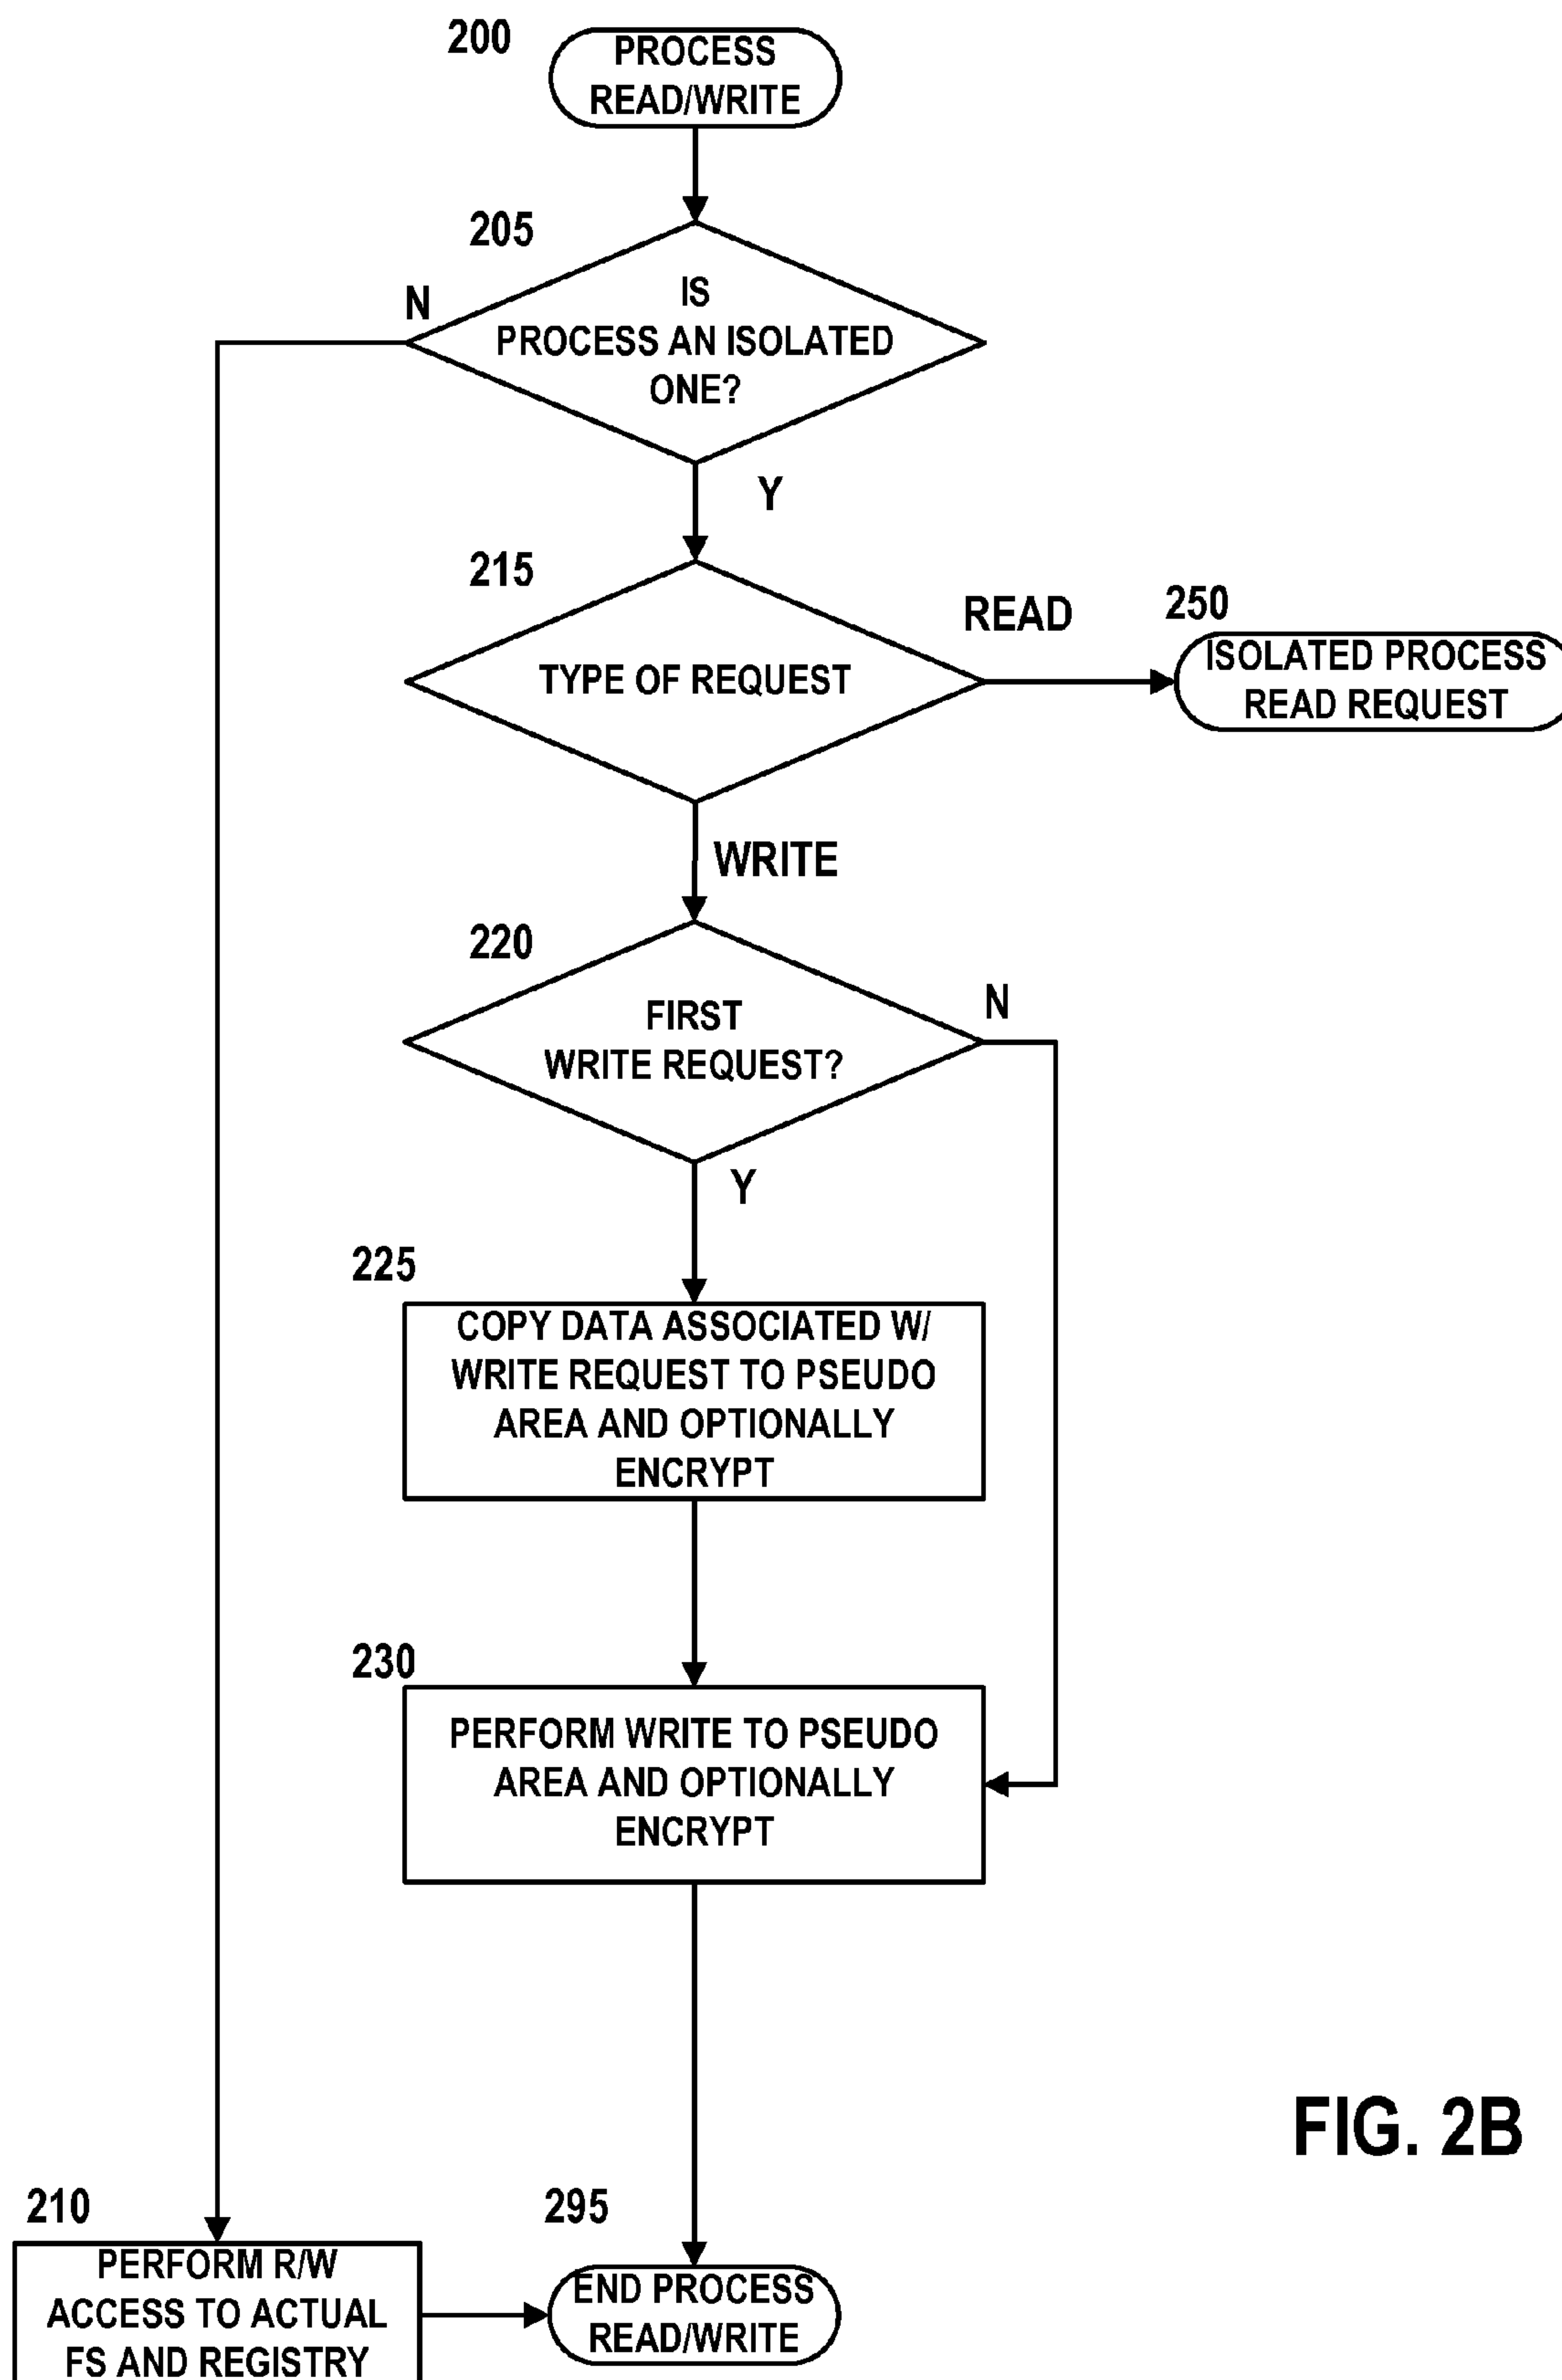 200
PROCESS
READ/WRITE
205
N
IS
PROCESS AN ISOLATED
ONE?
Y
215
TYPE OF REQUEST
READ
250
ISOLATED PROCESS
READ REQUEST
WRITE
220
FIRST
WRITE REQUEST?
N
Y
225
COPY DATA ASSOCIATED W/
WRITE REQUEST TO PSEUDO
AREA AND OPTIONALLY
ENCRYPT
230
PERFORM WRITE TO PSEUDO
AREA AND OPTIONALLY
ENCRYPT
FIG. 2B
210
PERFORM R/W
ACCESS TO ACTUAL
FS AND REGISTRY
295
END PROCESS
READ/WRITE